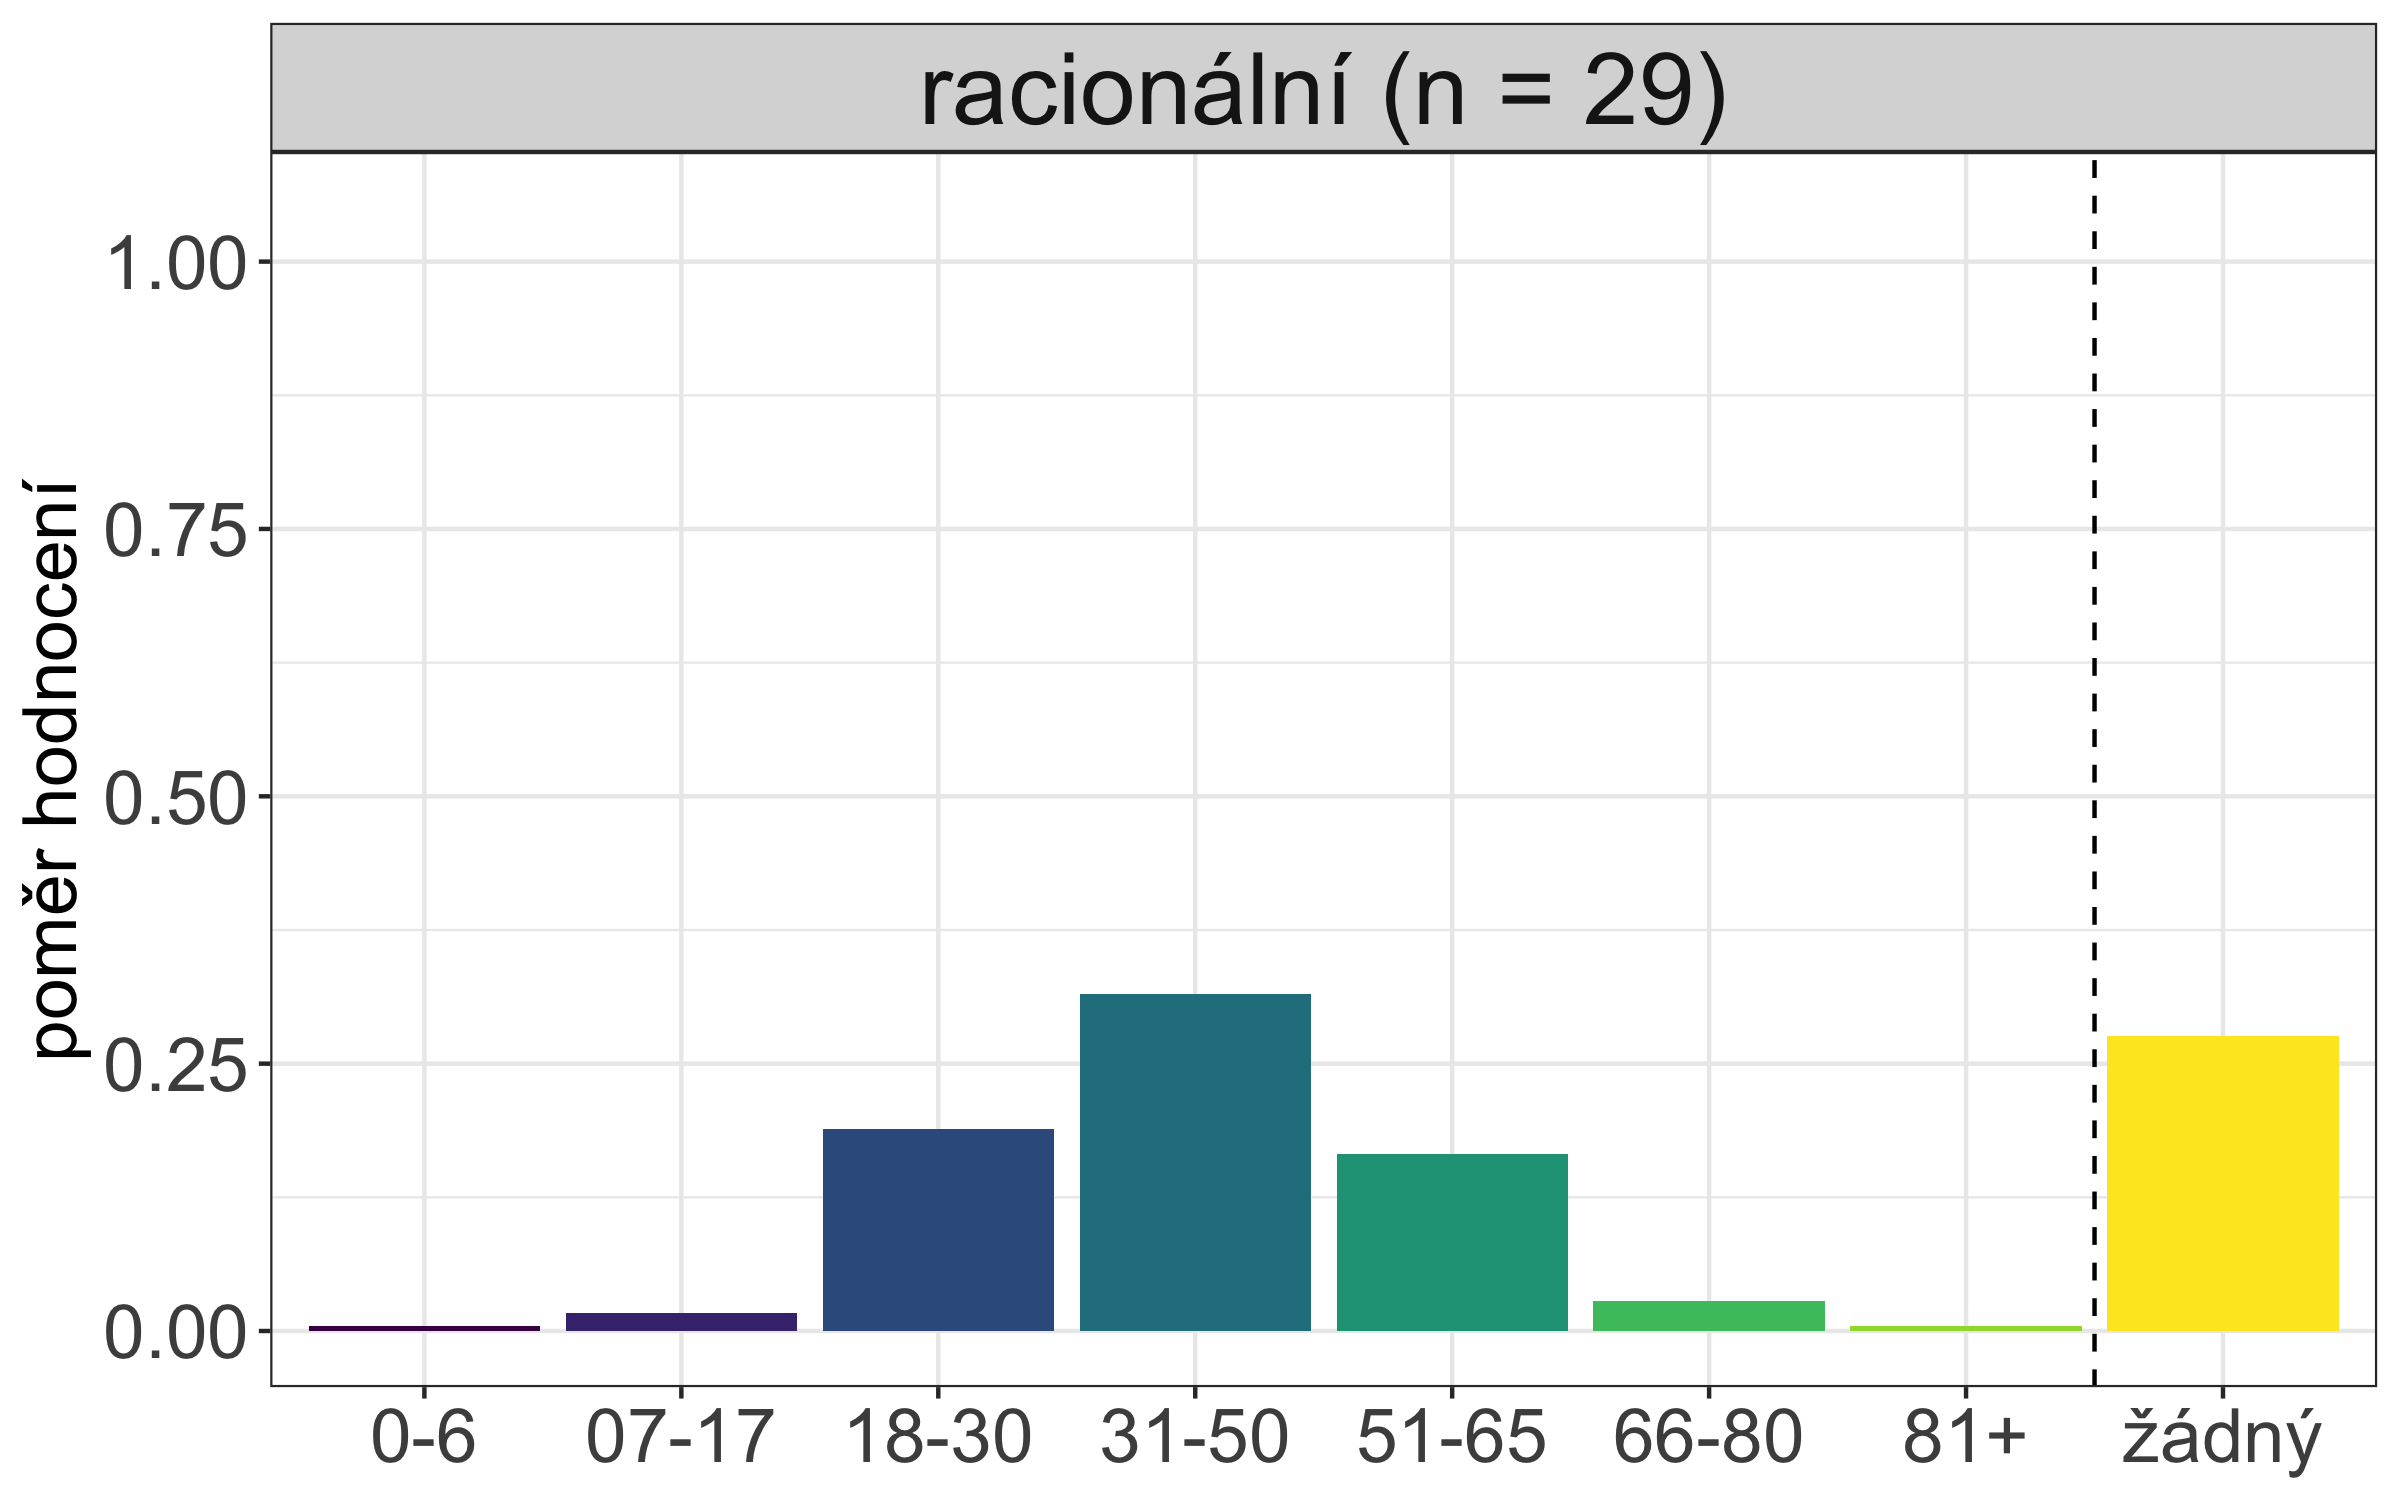 racionální (n = 29)
poměr hodnocení
1.00
0.75
0.50
0.25
0.00
0-6 07-17 18-30 31-50 51-65 66-80 81+ žádný